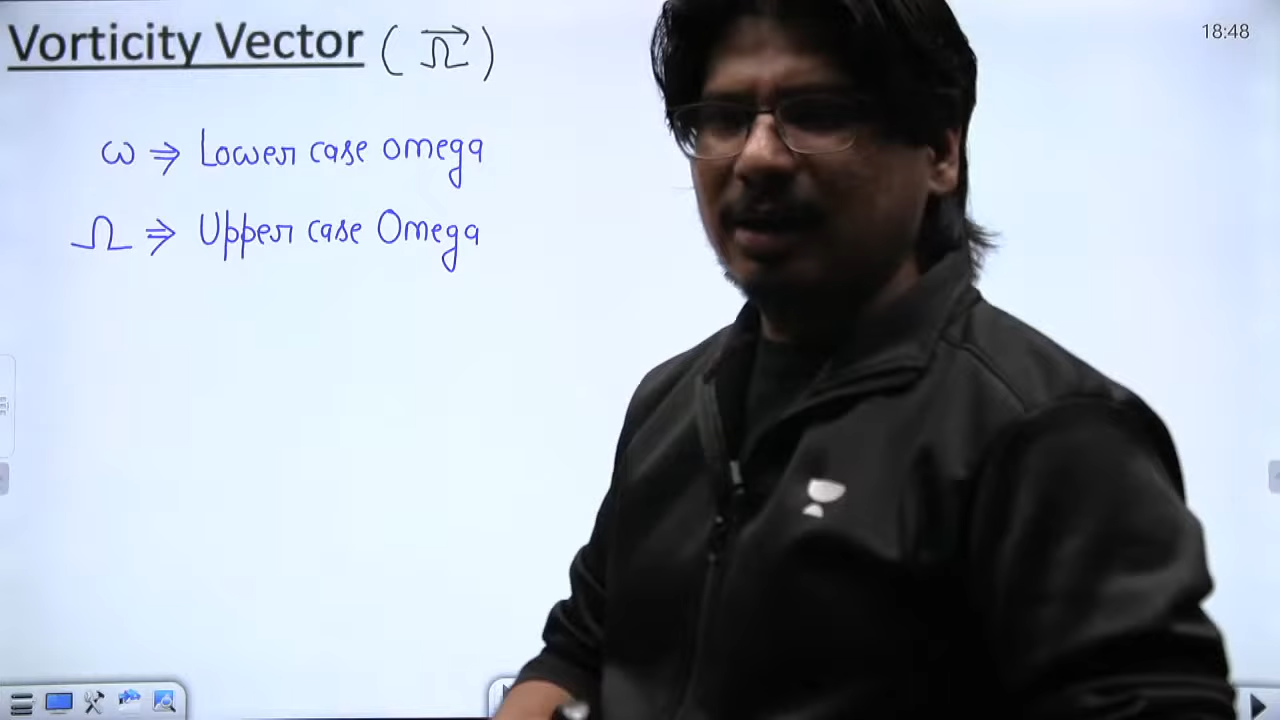 Vorticity Vector ( Ω⃗ )
18:48
ω ⇒ Lower case omega
Ω ⇒ Upper case Omega